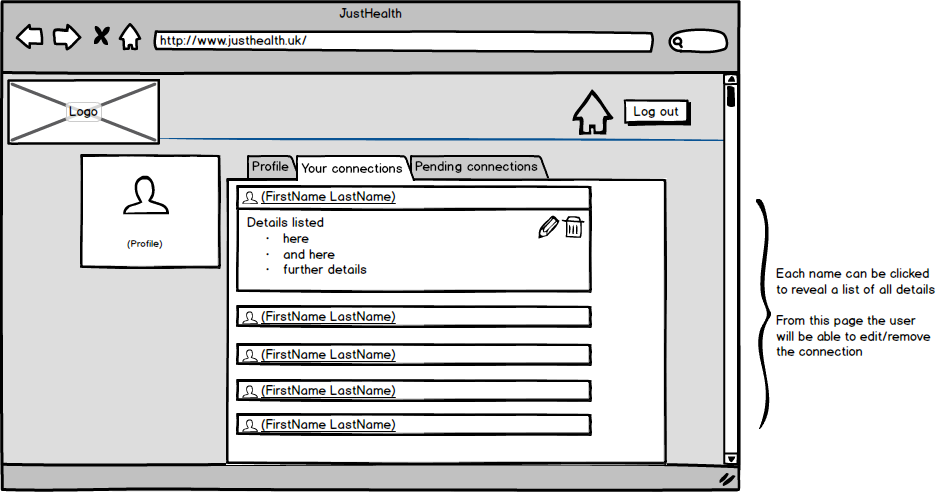 JustHealth
http://www.justhealth.uk/
Logo
Log out
Profile
Your connections
Pending connections
(Profile)
(FirstName LastName)
Details listed
· here
· and here
· further details
(FirstName LastName)
(FirstName LastName)
(FirstName LastName)
(FirstName LastName)
Each name can be clicked
to reveal a list of all details
From this page the user
will be able to edit/remove
the connection